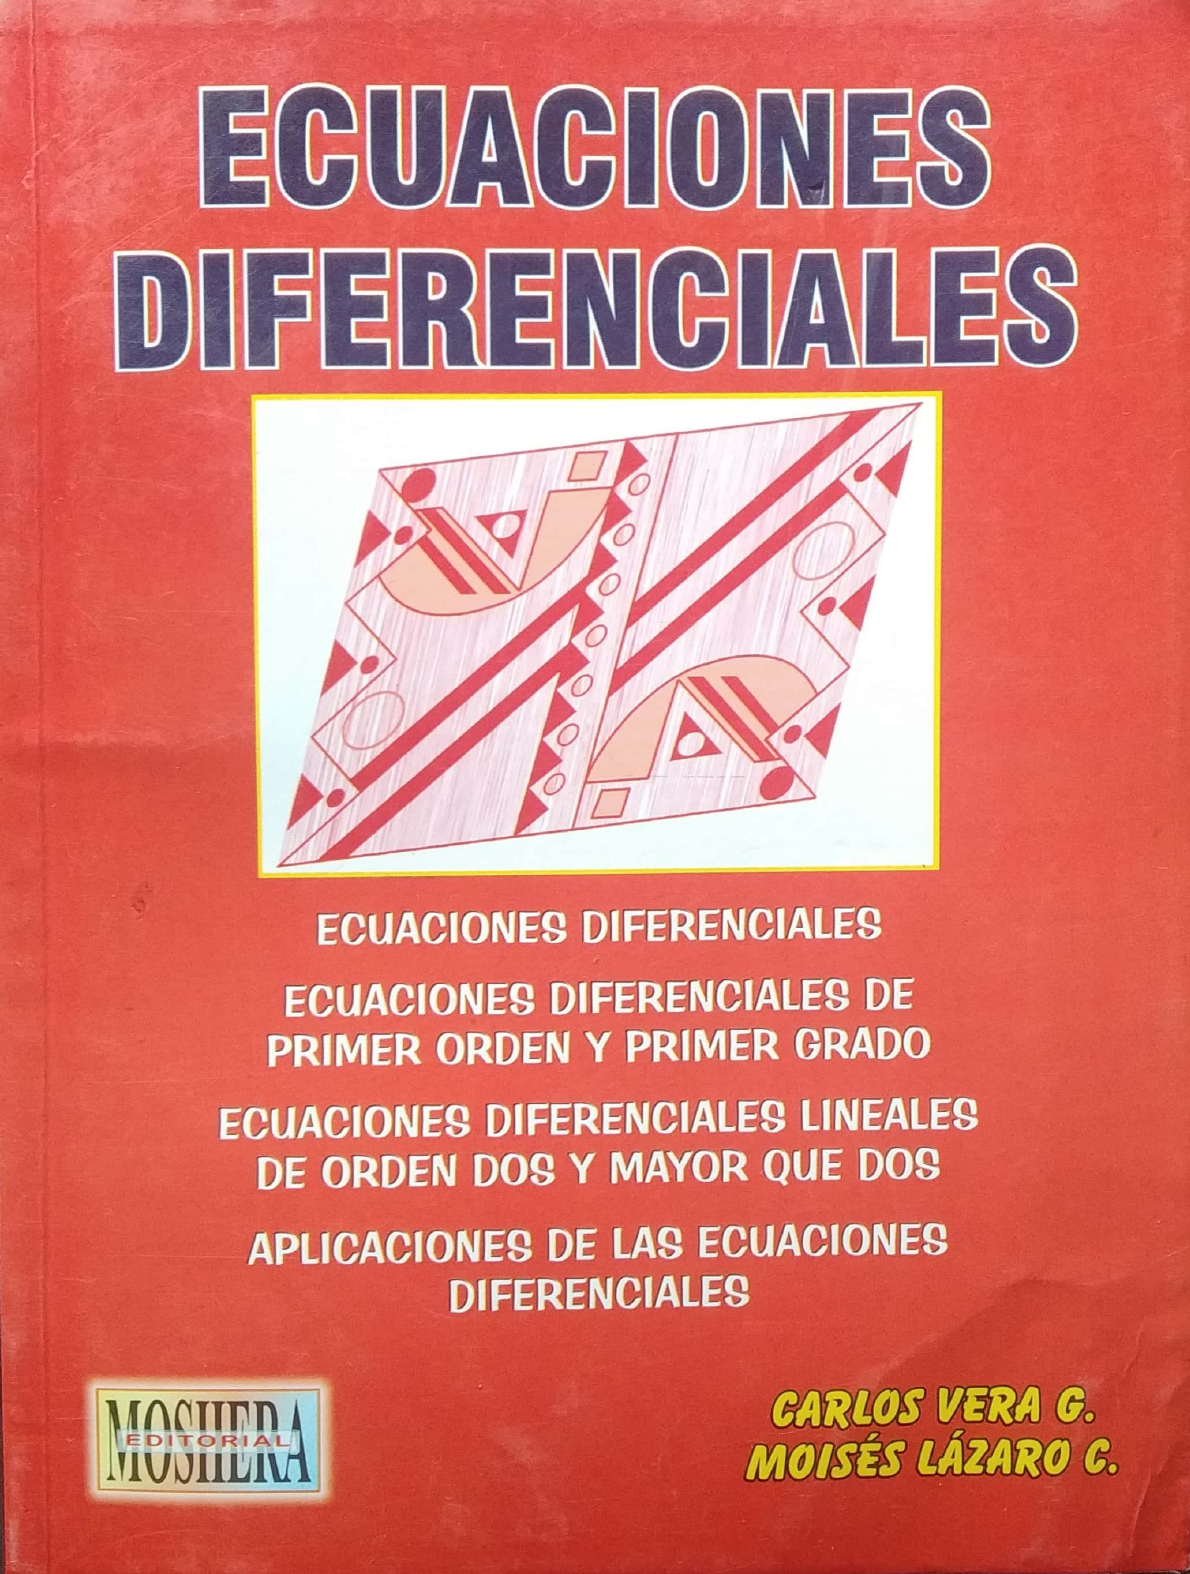 ECUACIONES
DIFERENCIALES
ECUACIONES DIFERENCIALES
ECUACIONES DIFERENCIALES DE
PRIMER ORDEN Y PRIMER GRADO
ECUACIONES DIFERENCIALES LINEALES
DE ORDEN DOS Y MAYOR QUE DOS
APLICACIONES DE LAS ECUACIONES
DIFERENCIALES
MOSHERA
EDITORIAL
CARLOS VERA G.
MOISÉS LÁZARO C.